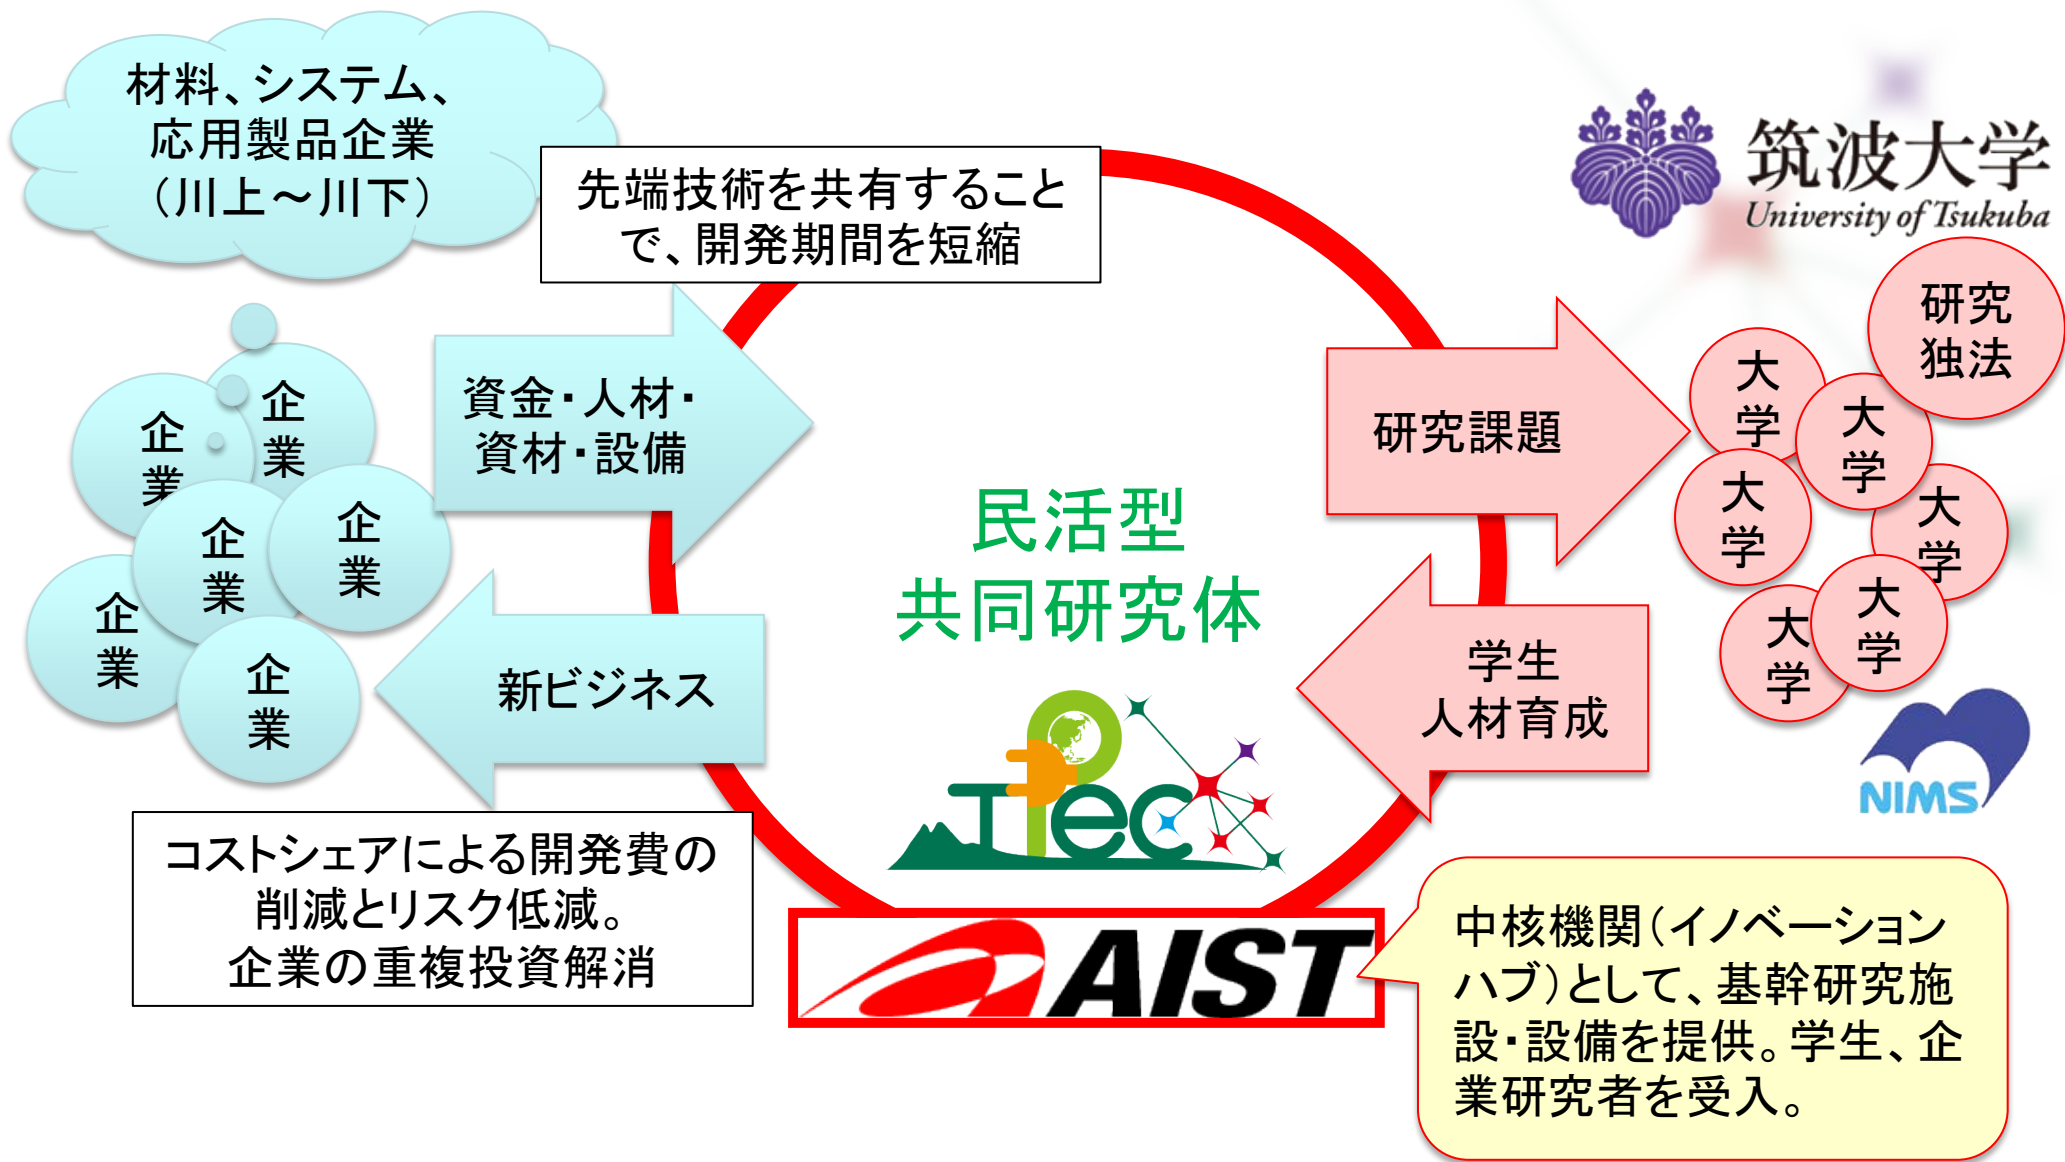 材料、システム、
応用製品企業
（川上～川下）
先端技術を共有すること
で、開発期間を短縮
筑波大学
University of Tsukuba
研究
独法
企
業
企
業
企
業
企
業
企
業
企
業
資金・人材・
資材・設備
新ビジネス
民活型
共同研究体
TPEC
AIST
研究課題
学生
人材育成
大
学
大
学
大
学
大
学
大
学
大
学
NIMS
コストシェアによる開発費の
削減とリスク低減。
企業の重複投資解消
中核機関（イノベーション
ハブ）として、基幹研究施
設・設備を提供。学生、企
業研究者を受入。